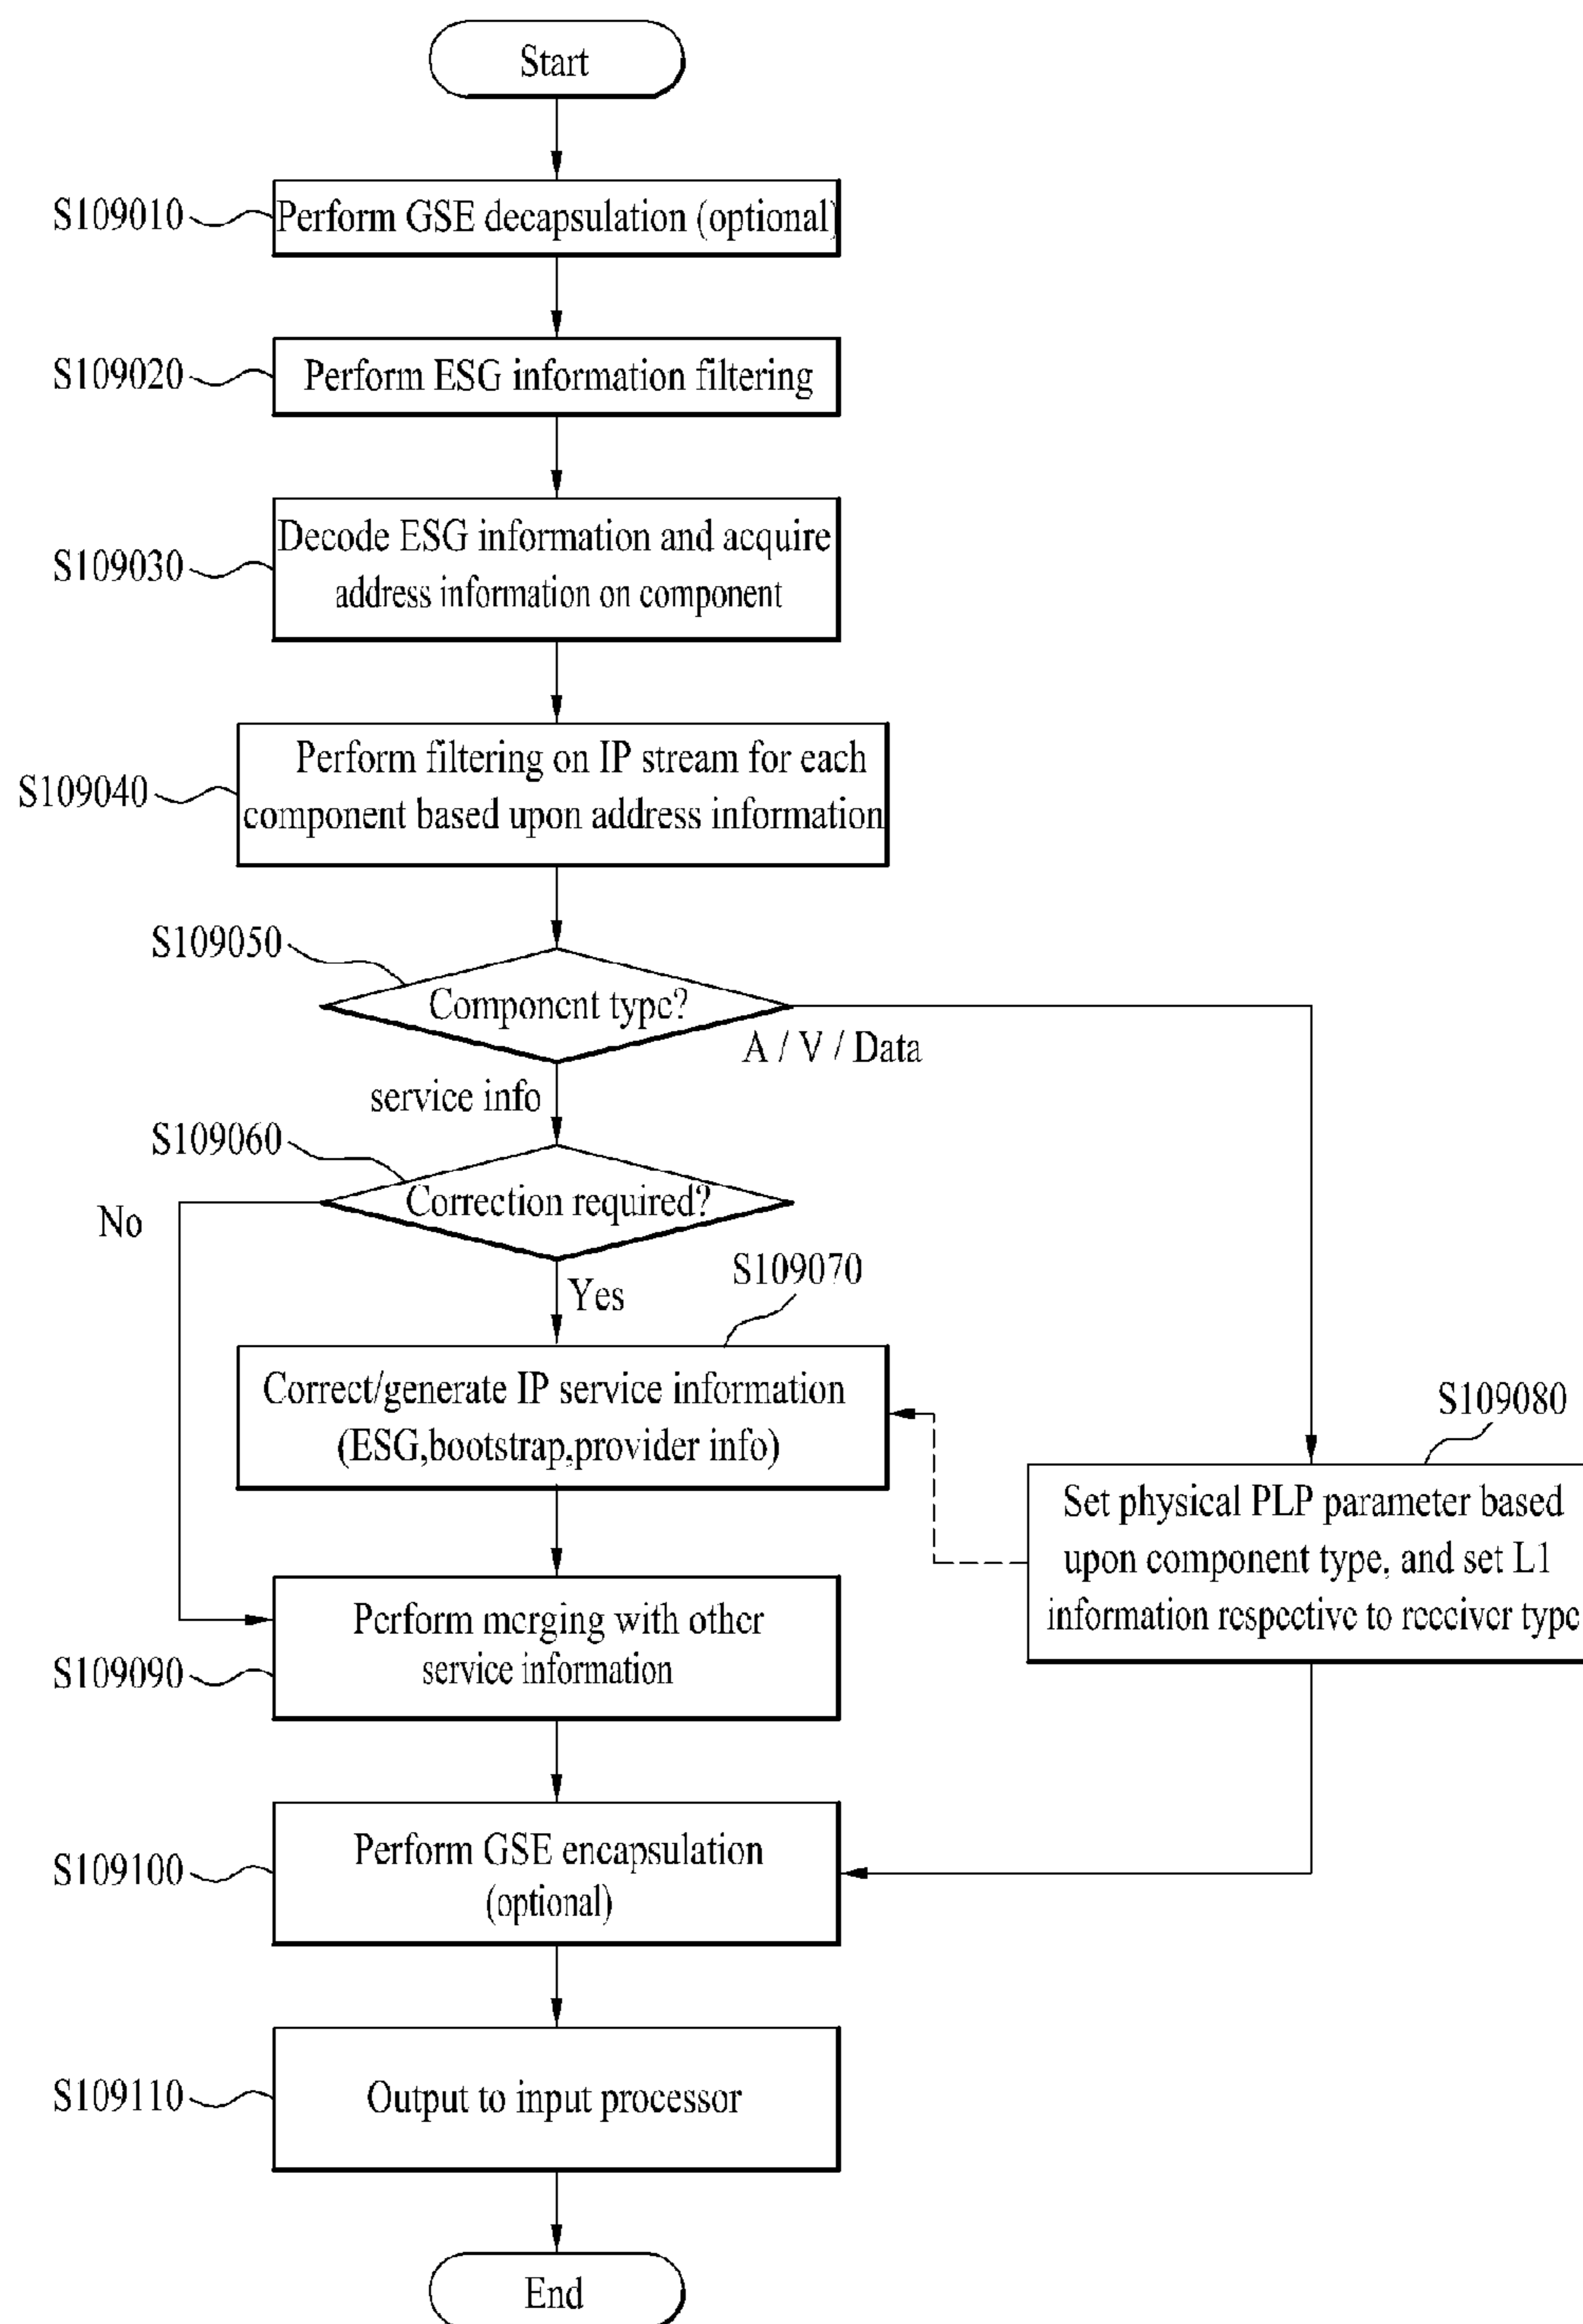 Start
S109010
Perform GSE decapsulation (optional)
S109020
Perform ESG information filtering
S109030
Decode ESG information and acquire
address information on component
S109040
Perform filtering on IP stream for each
component based upon address information
S109050
Component type?
A / V / Data
service info
S109060
Correction required?
No
Yes
S109070
Correct/generate IP service information
(ESG,bootstrap,provider info)
S109080
Set physical PLP parameter based
upon component type, and set L1
information respective to receiver type
S109090
Perform merging with other
service information
S109100
Perform GSE encapsulation
(optional)
S109110
Output to input processor
End